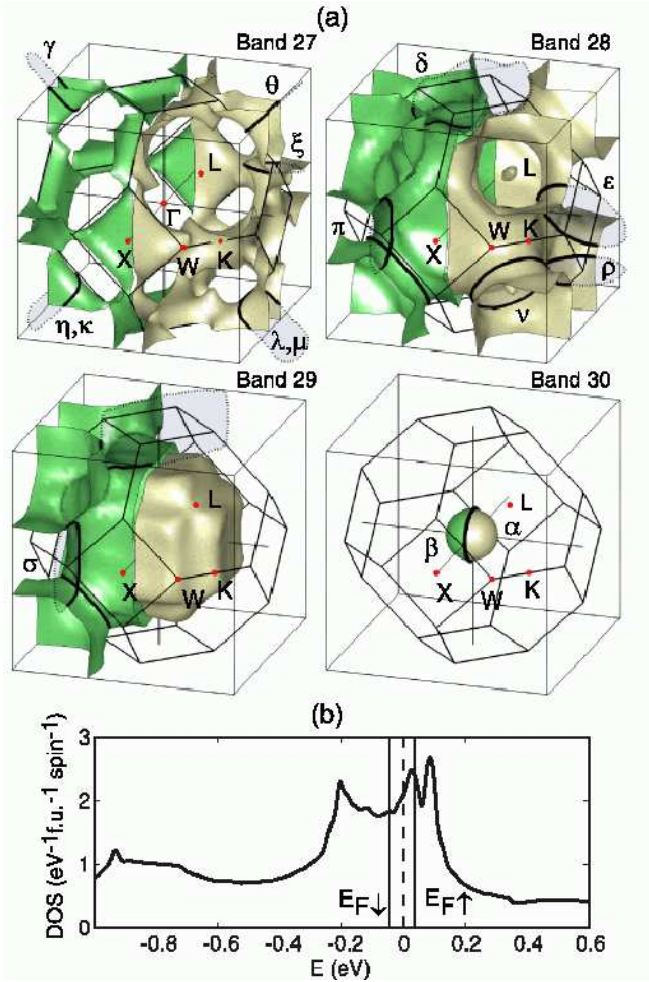 (a)
Band 27
Band 28
γ
θ
ξ
L
Γ
X
W
K
η,κ
λ,μ
δ
L
ε
π
W
K
X
ρ
ν
Band 29
Band 30
L
σ
X
W
K
L
α
β
X
W
K
(b)
DOS (eV⁻¹f.u.⁻¹ spin⁻¹)
3
2
1
0
E_F↓
E_F↑
-0.8 -0.6 -0.4 -0.2 0 0.2 0.4 0.6
E (eV)